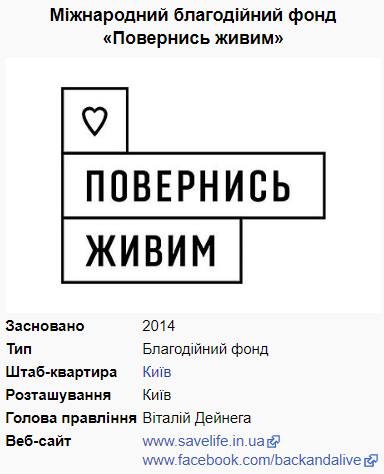 Міжнародний благодійний фонд
«Повернись живим»
ПОВЕРНИСЬ
ЖИВИМ
Засновано 2014
Тип Благодійний фонд
Штаб-квартира Київ
Розташування Київ
Голова правління Віталій Дейнега
Веб-сайт www.savelife.in.ua
www.facebook.com/backandalive